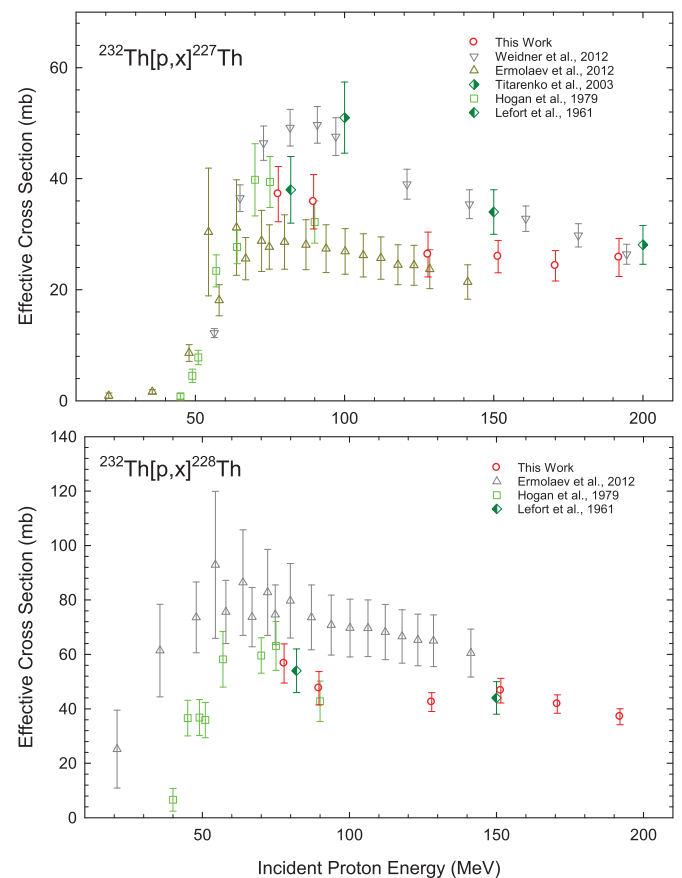 232Th[p,x]227Th
This Work
Weidner et al., 2012
Ermolaev et al., 2012
Titarenko et al., 2003
Hogan et al., 1979
Lefort et al., 1961
Effective Cross Section (mb)
60
40
20
0
50 100 150 200
232Th[p,x]228Th
This Work
Ermolaev et al., 2012
Hogan et al., 1979
Lefort et al., 1961
Effective Cross Section (mb)
140
120
100
80
60
40
20
0
50 100 150 200
Incident Proton Energy (MeV)